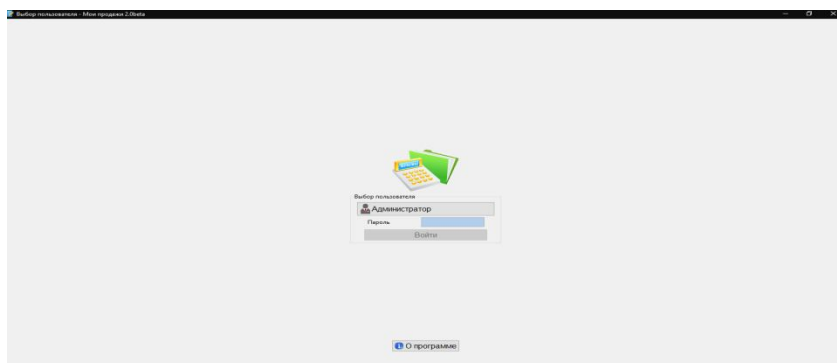 Выбор пользователя - Мои продажи 2.0beta
Выбор пользователя
Администратор
Пароль
Войти
О программе